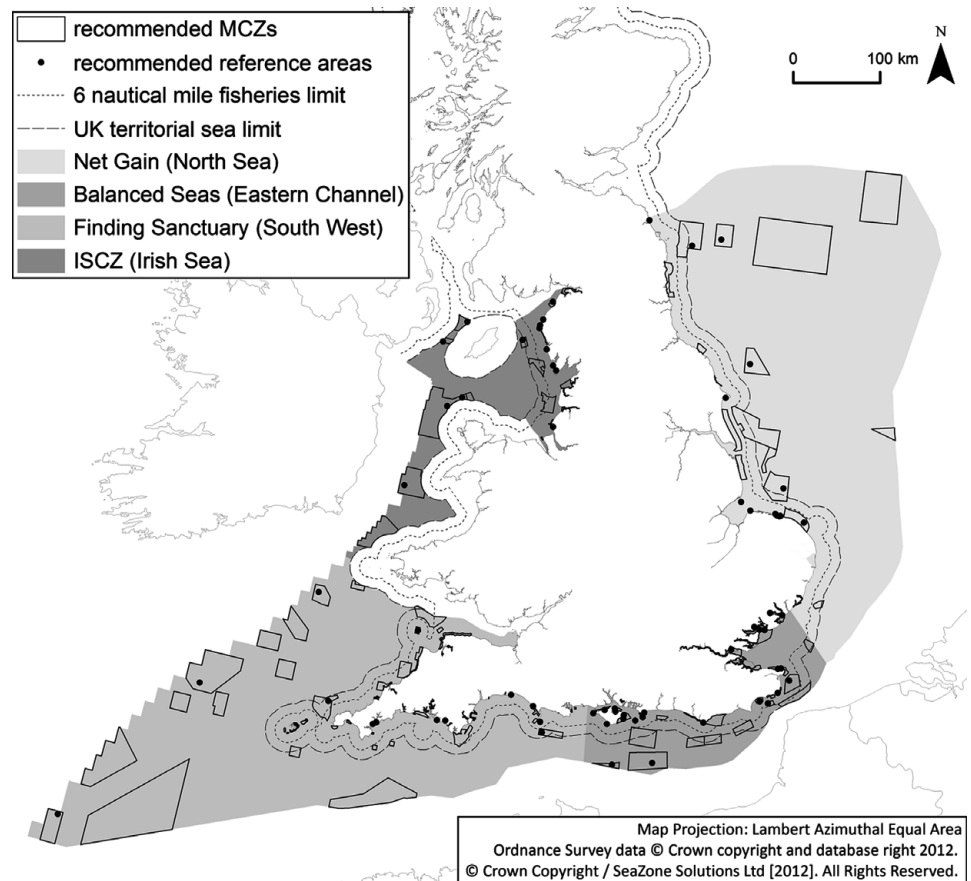 recommended MCZs
recommended reference areas
6 nautical mile fisheries limit
UK territorial sea limit
Net Gain (North Sea)
Balanced Seas (Eastern Channel)
Finding Sanctuary (South West)
ISCZ (Irish Sea)
0 100 km
N
Map Projection: Lambert Azimuthal Equal Area
Ordnance Survey data © Crown copyright and database right 2012.
© Crown Copyright / SeaZone Solutions Ltd [2012]. All Rights Reserved.